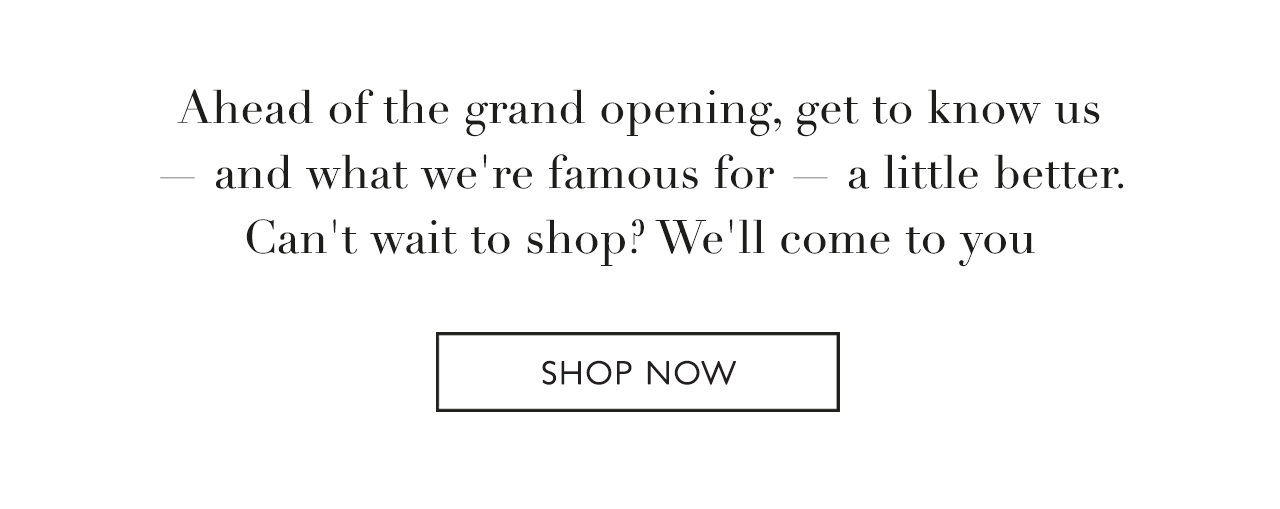 Ahead of the grand opening, get to know us
— and what we're famous for — a little better.
Can't wait to shop? We'll come to you
SHOP NOW